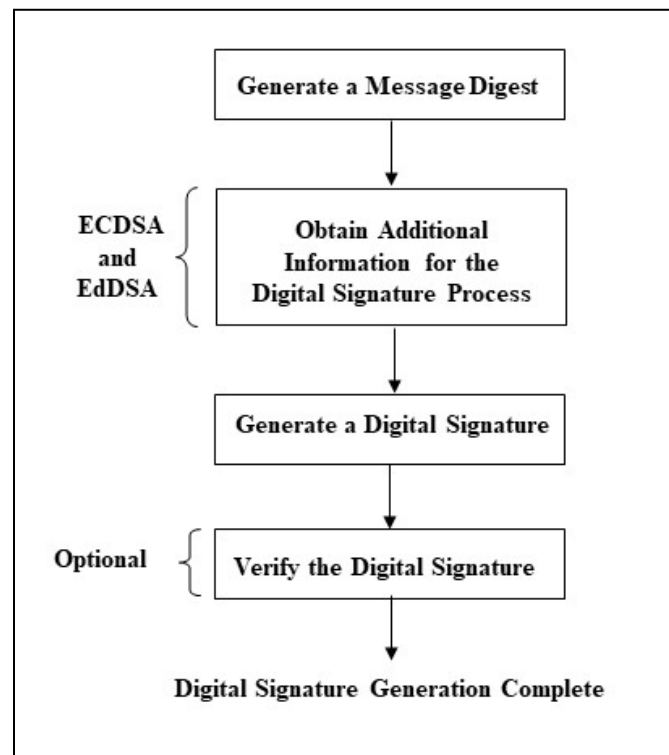 Generate a Message Digest
ECDSA
and
EdDSA
Obtain Additional
Information for the
Digital Signature Process
Generate a Digital Signature
Optional
Verify the Digital Signature
Digital Signature Generation Complete